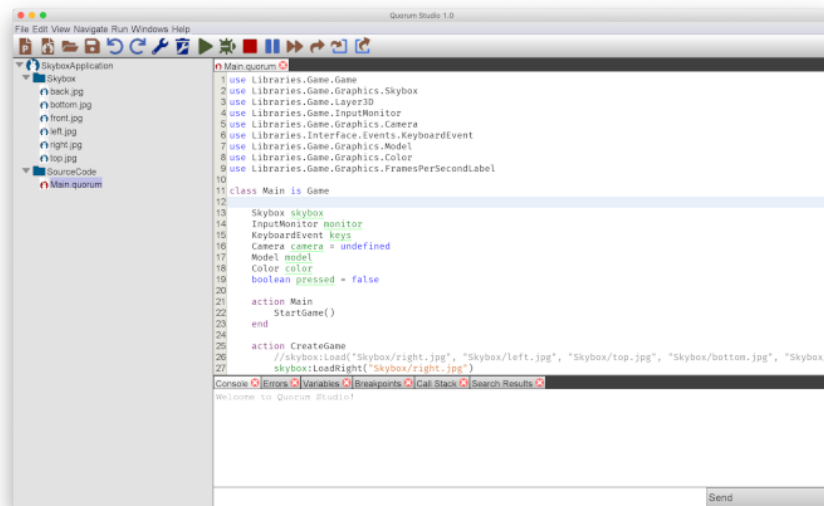 Quorum Studio 1.0
File Edit View Navigate Run Windows Help
SkyboxApplication
Skybox
back.jpg
bottom.jpg
front.jpg
left.jpg
right.jpg
top.jpg
SourceCode
Main.quorum
Main.quorum
1 use Libraries.Game.Game
2 use Libraries.Game.Graphics.Skybox
3 use Libraries.Game.Layer3D
4 use Libraries.Game.InputMonitor
5 use Libraries.Game.Graphics.Camera
6 use Libraries.Interface.Events.KeyboardEvent
7 use Libraries.Game.Graphics.Model
8 use Libraries.Game.Graphics.Color
9 use Libraries.Game.Graphics.FramesPerSecondLabel
10
11 class Main is Game
12
13 Skybox skybox
14 InputMonitor monitor
15 KeyboardEvent keys
16 Camera camera = undefined
17 Model model
18 Color color
19 boolean pressed = false
20
21 action Main
22 StartGame()
23 end
24
25 action CreateGame
26 //skybox:Load("Skybox/right.jpg", "Skybox/left.jpg", "Skybox/top.jpg", "Skybox/bottom.jpg", "Skybox
27 skybox:LoadRight("Skybox/right.jpg")
Console Errors Variables Breakpoints Call Stack Search Results
Welcome to Quorum Studio!
Send